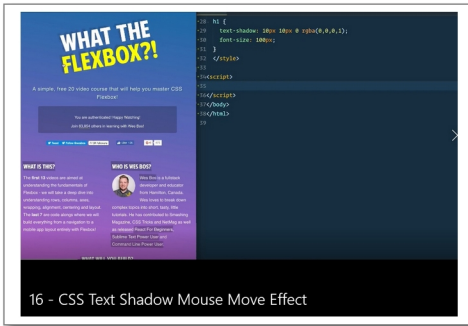 WHAT THE
FLEXBOX?!
A simple, free 20 video course that will help you master CSS
Flexbox!
You are authenticated! Happy Watching!
Join 63,604 others in learning with Wes Bos!
WHAT IS THIS?
The first 13 videos are aimed at
understanding the fundamentals of
Flexbox - we will take a deep dive into
understanding rows, columns, axes,
wrapping, alignment, centering and layout.
The last 7 are code alongs where we will
build everything from a navigation to a
mobile app layout entirely with Flexbox!
WHO IS WES BOS?
Wes Bos is a fullstack
developer and educator
from Hamilton, Canada.
Wes loves to break down
complex topics into short, tasty, little
tutorials. He has contributed to Smashing
Magazine, CSS Tricks and NetMag as well
as released React For Beginners,
Sublime Text Power User and
Command Line Power User.
28 h1 {
29 text-shadow: 10px 10px 0 rgba(0,0,0,1);
30 font-size: 100px;
31 }
32 </style>
33
34 <script>
35
36 </script>
37 </body>
38 </html>
39
16 - CSS Text Shadow Mouse Move Effect